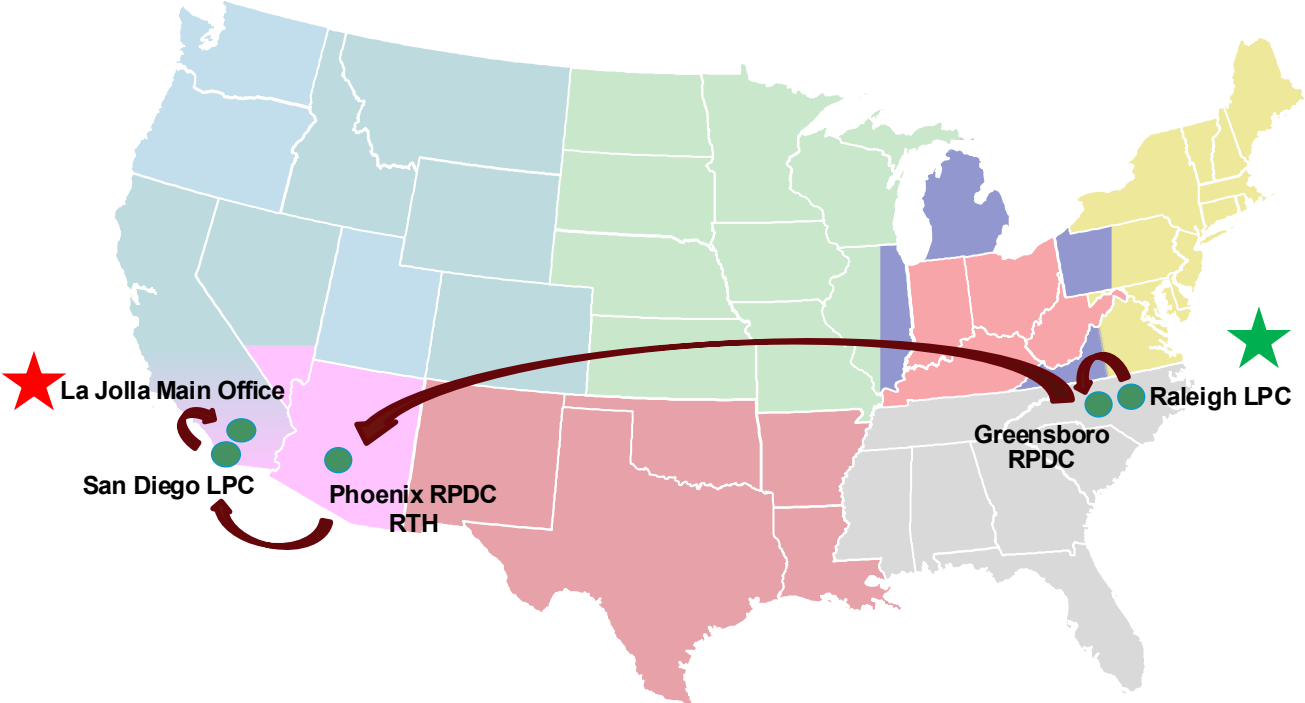 La Jolla Main Office
San Diego LPC
Phoenix RPDC
RTH
Greensboro
RPDC
Raleigh LPC